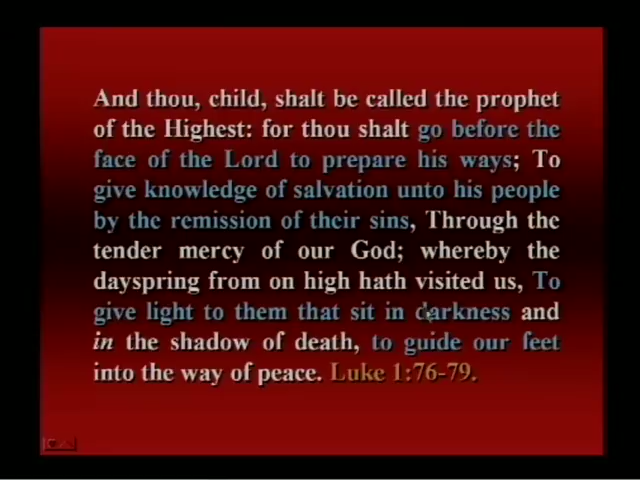 And thou, child, shalt be called the prophet
of the Highest: for thou shalt go before the
face of the Lord to prepare his ways; To
give knowledge of salvation unto his people
by the remission of their sins, Through the
tender mercy of our God; whereby the
dayspring from on high hath visited us, To
give light to them that sit in darkness and
in the shadow of death, to guide our feet
into the way of peace. Luke 1:76-79.